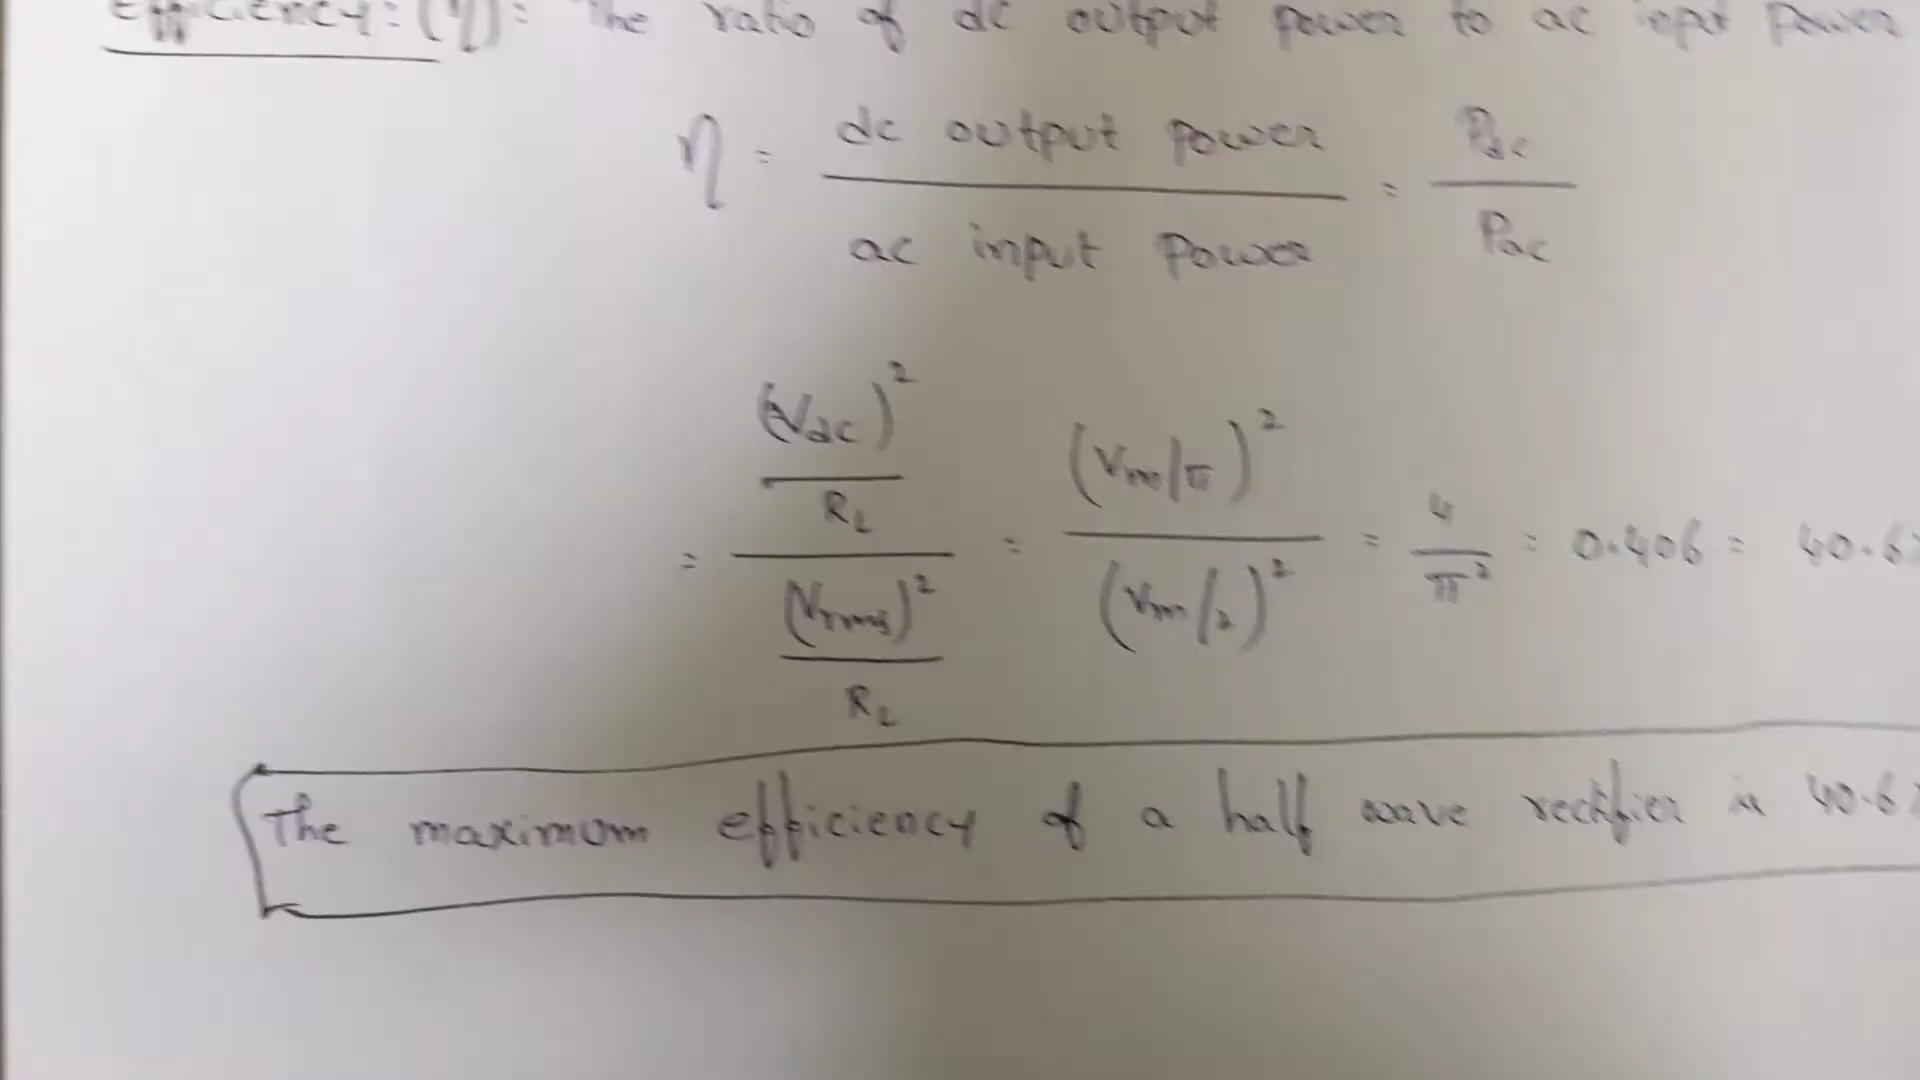 Efficiency: (η): The ratio of dc output power to ac input power
η = dc output power / ac input power = Pdc / Pac
= ((Vdc)² / RL) / ((Vrms)² / RL) = (Vm/π)² / (Vm/2)² = 4 / π² = 0.406 = 40.6%
The maximum efficiency of a half wave rectifier is 40.6%